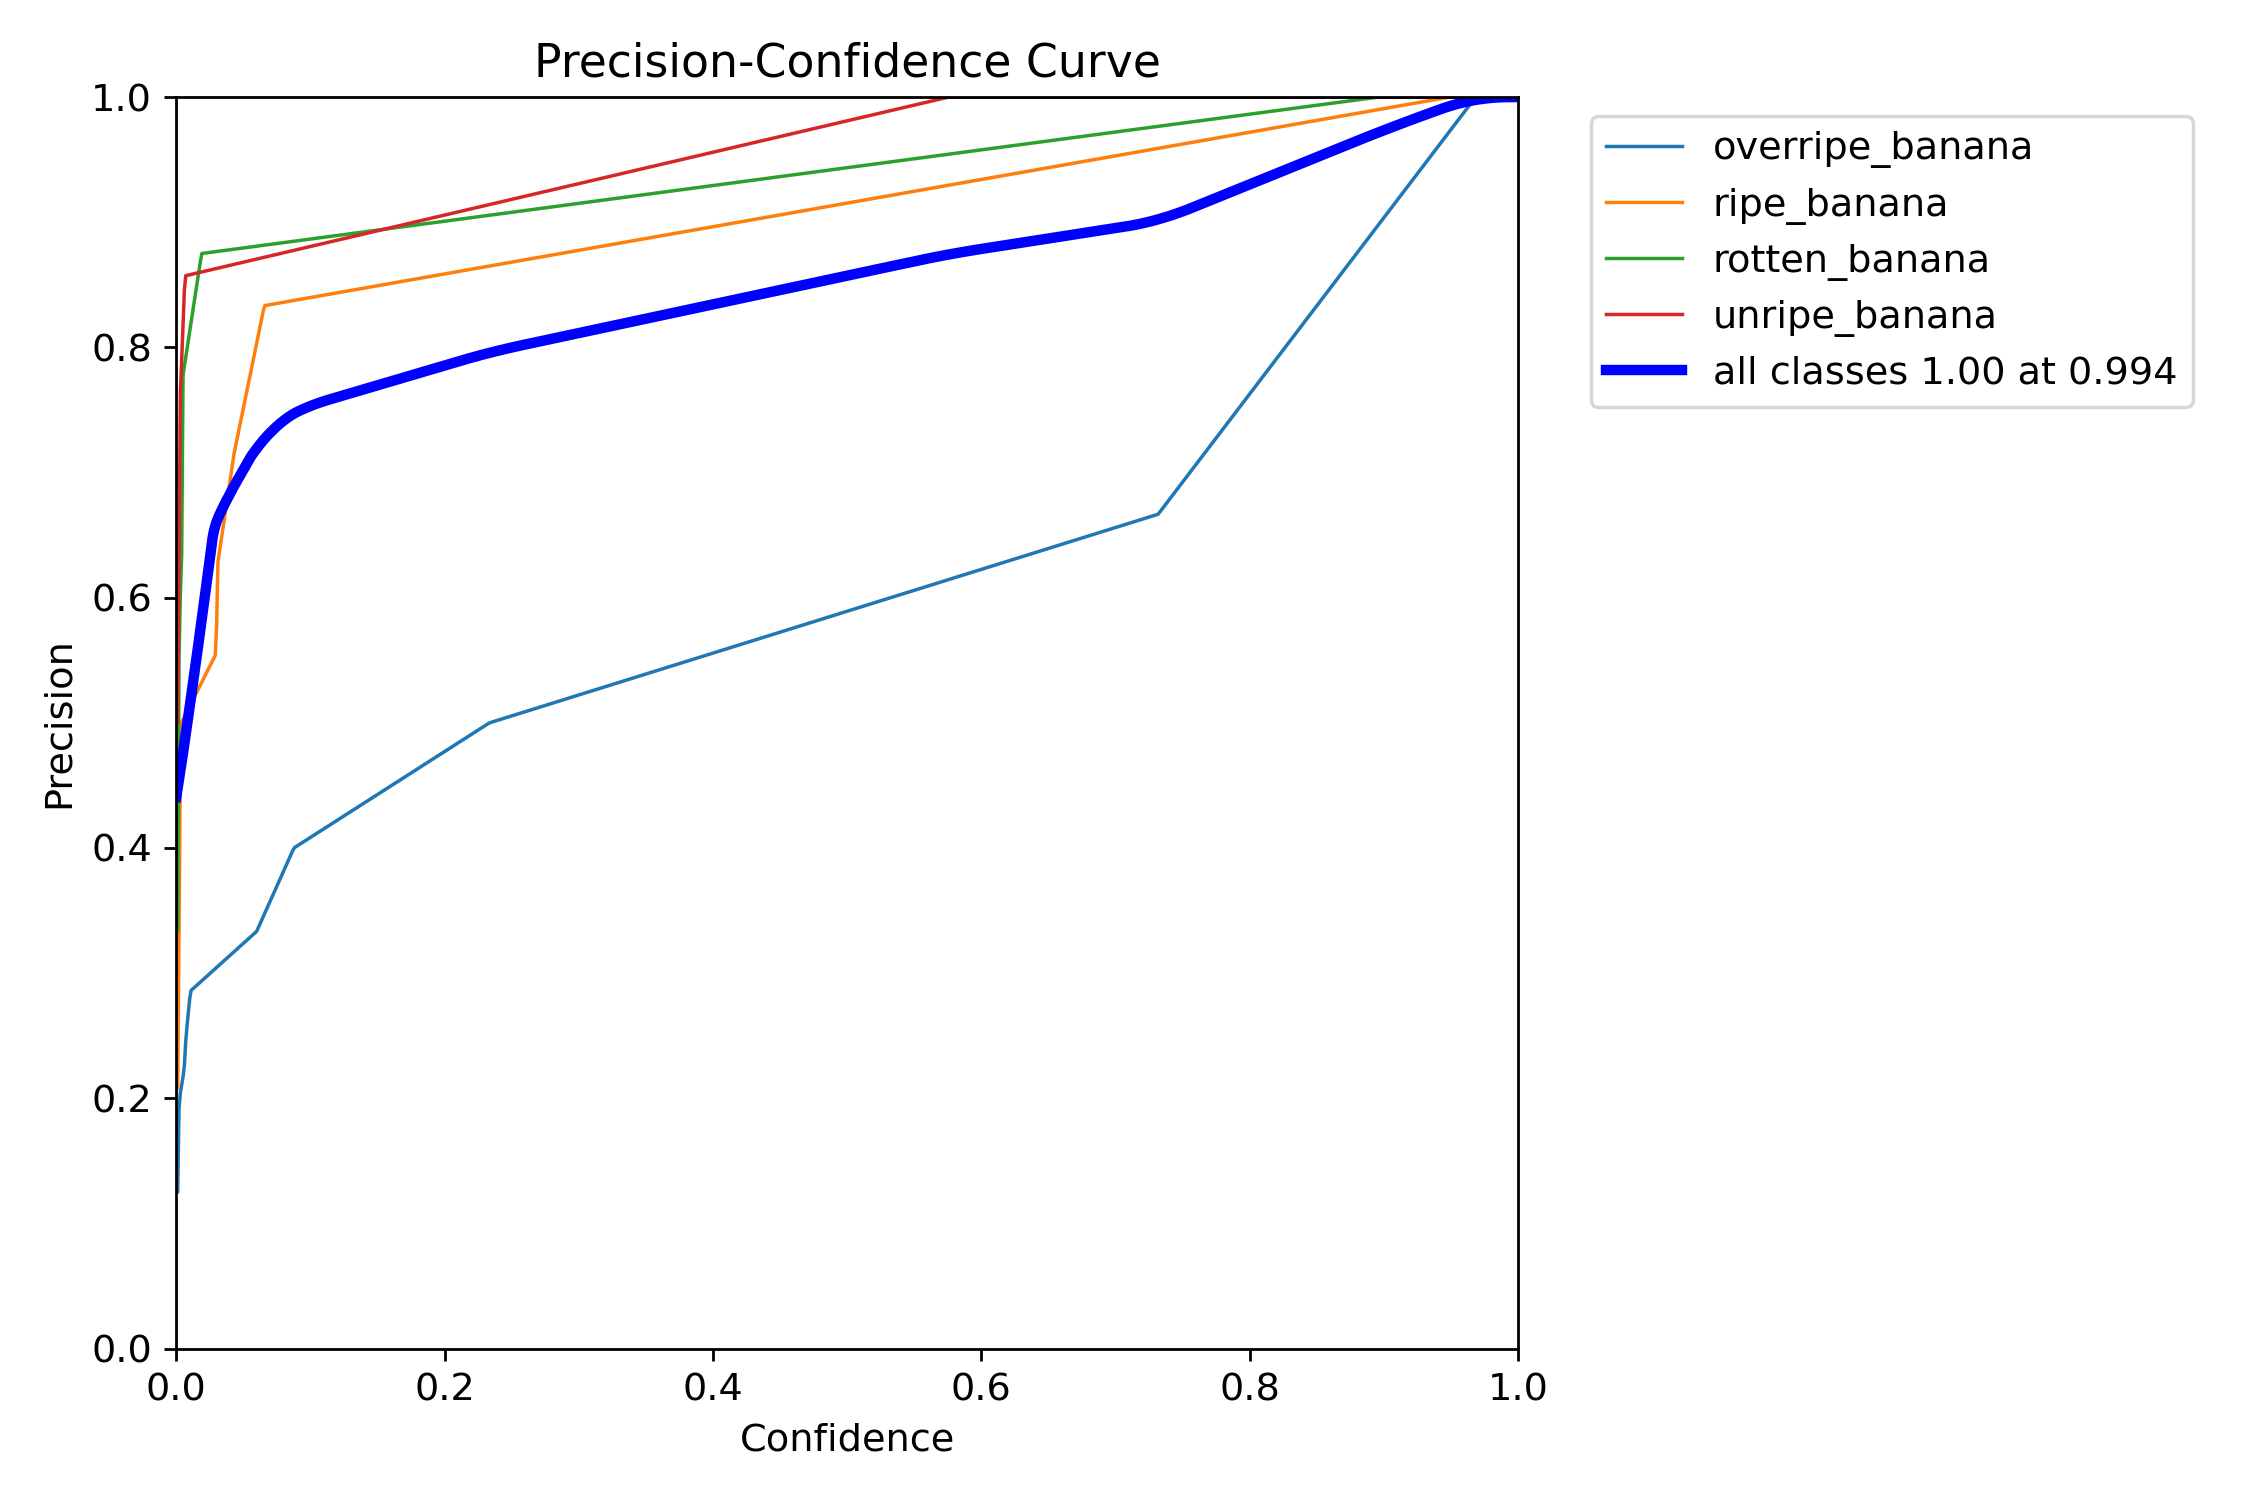 Precision-Confidence Curve
1.0
0.8
0.6
0.4
0.2
0.0
Precision
0.0 0.2 0.4 0.6 0.8 1.0
Confidence
overripe_banana
ripe_banana
rotten_banana
unripe_banana
all classes 1.00 at 0.994